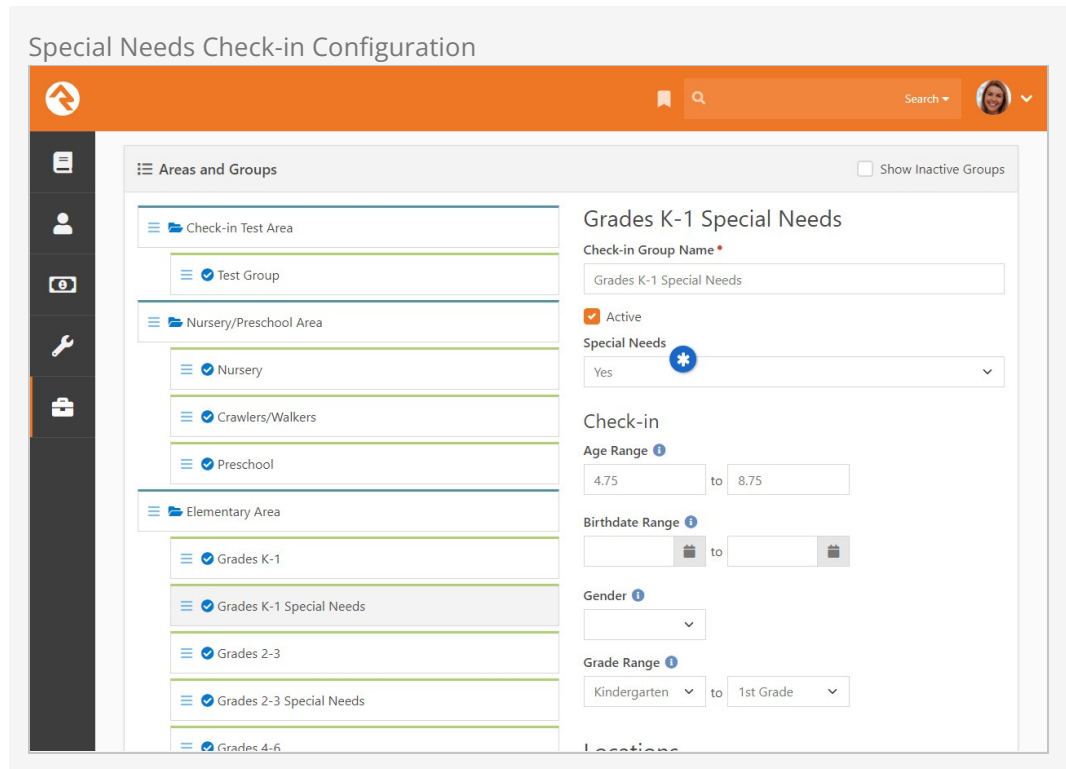 Special Needs Check-in Configuration
Search
Areas and Groups
Show Inactive Groups
Check-in Test Area
Test Group
Nursery/Preschool Area
Nursery
Crawlers/Walkers
Preschool
Elementary Area
Grades K-1
Grades K-1 Special Needs
Grades 2-3
Grades 2-3 Special Needs
Grades 4-6
Grades K-1 Special Needs
Check-in Group Name
Grades K-1 Special Needs
Active
Special Needs
Yes
Check-in
Age Range
4.75 to 8.75
Birthdate Range
to
Gender
Grade Range
Kindergarten to 1st Grade
Locations